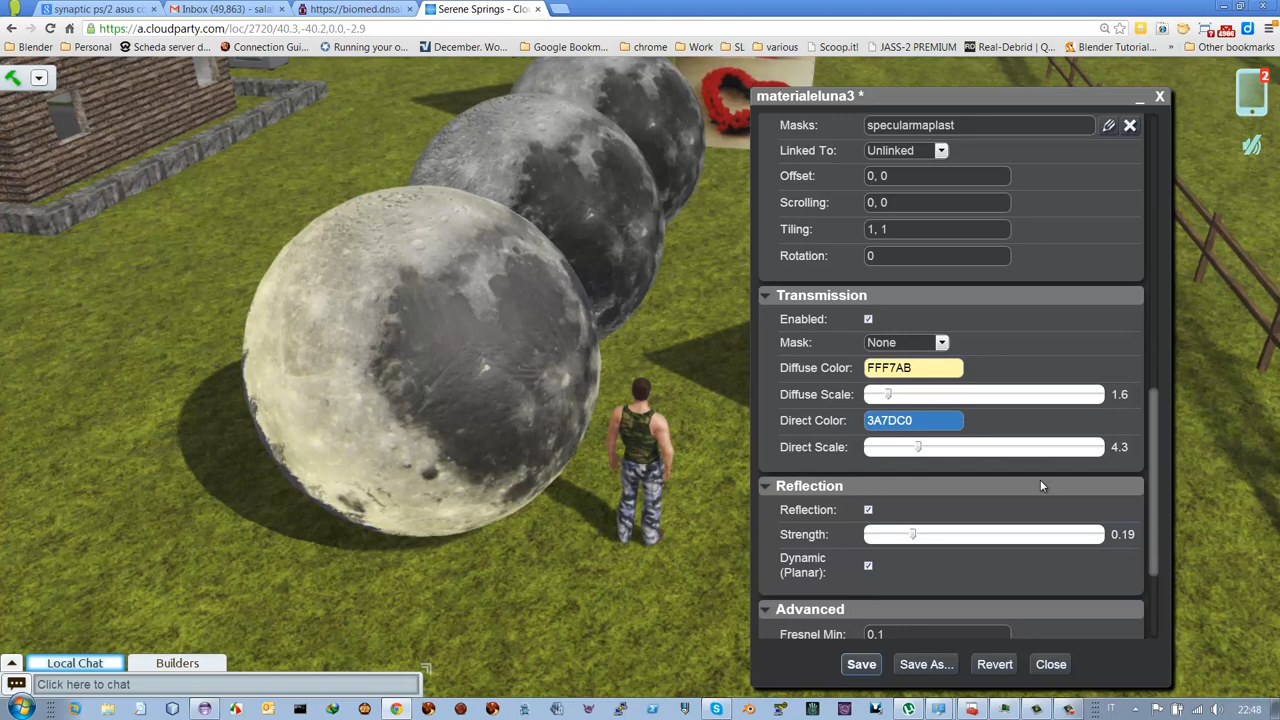 synaptic ps/2 asus co
Inbox (49,863) - salah
https://biomed.dnsal
Serene Springs - Clou
https://a.cloudparty.com/loc/2720/40.3,-40.2,0.0,-2.9
Blender
Personal
Scheda server d...
Connection Gui...
Running your o...
December. Wo...
Google Bookm...
chrome
Work
SL
various
Scoop.it!
JASS-2 PREMIUM
Real-Debrid | Q...
Blender Tutorial...
Other bookmarks
2
materialeluna3 *
_ X
Masks: specularmaplast
Linked To: Unlinked
Offset: 0, 0
Scrolling: 0, 0
Tiling: 1, 1
Rotation: 0
Transmission
Enabled:
Mask: None
Diffuse Color: FFF7AB
Diffuse Scale: 1.6
Direct Color: 3A7DC0
Direct Scale: 4.3
Reflection
Reflection:
Strength: 0.19
Dynamic
(Planar):
Advanced
Fresnel Min: 0.1
Save
Save As...
Revert
Close
Local Chat
Builders
Click here to chat
IT
22:48